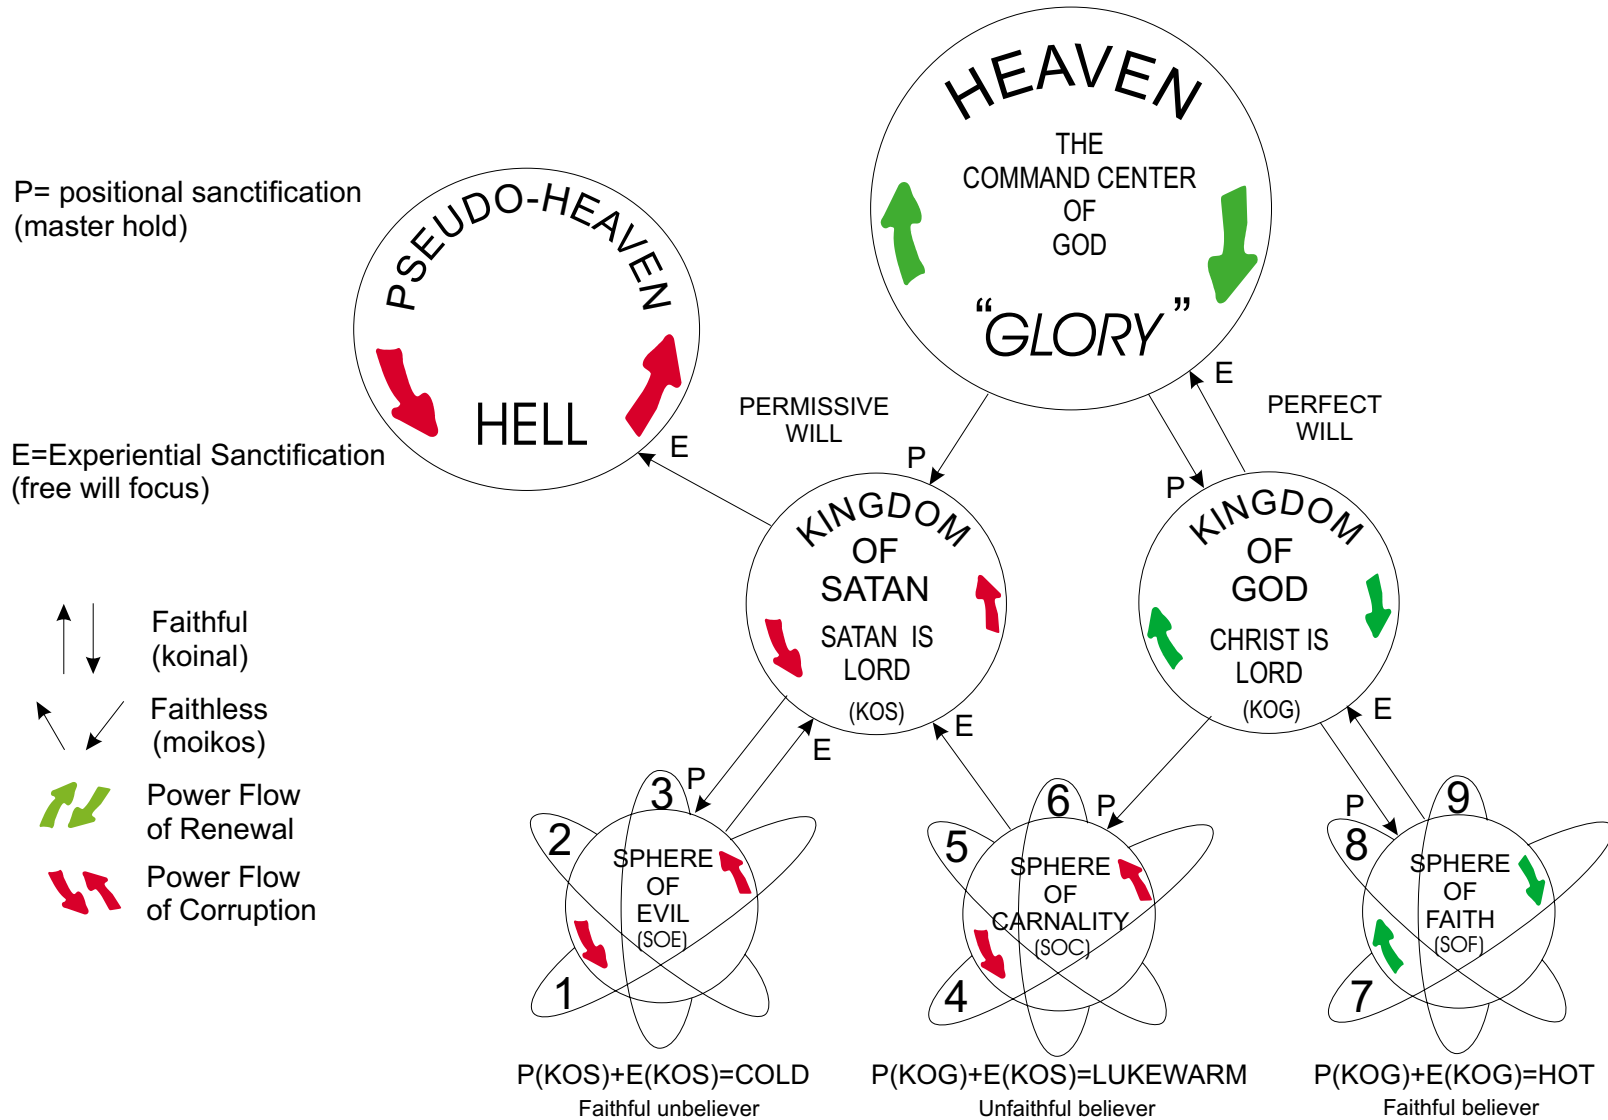 HEAVEN
THE
COMMAND CENTER
OF
GOD
"GLORY"
P= positional sanctification
(master hold)
PSEUDO-HEAVEN
HELL
E=Experiential Sanctification
(free will focus)
PERMISSIVE
WILL
PERFECT
WILL
E
E
P
P
KINGDOM
OF
SATAN
SATAN IS
LORD
(KOS)
KINGDOM
OF
GOD
CHRIST IS
LORD
(KOG)
Faithful
(koinal)
Faithless
(moikos)
Power Flow
of Renewal
Power Flow
of Corruption
P
E
E
P
E
P
3
2
1
SPHERE
OF
EVIL
(SOE)
6
5
4
SPHERE
OF
CARNALITY
(SOC)
9
8
7
SPHERE
OF
FAITH
(SOF)
P(KOS)+E(KOS)=COLD
Faithful unbeliever
P(KOG)+E(KOS)=LUKEWARM
Unfaithful believer
P(KOG)+E(KOG)=HOT
Faithful believer